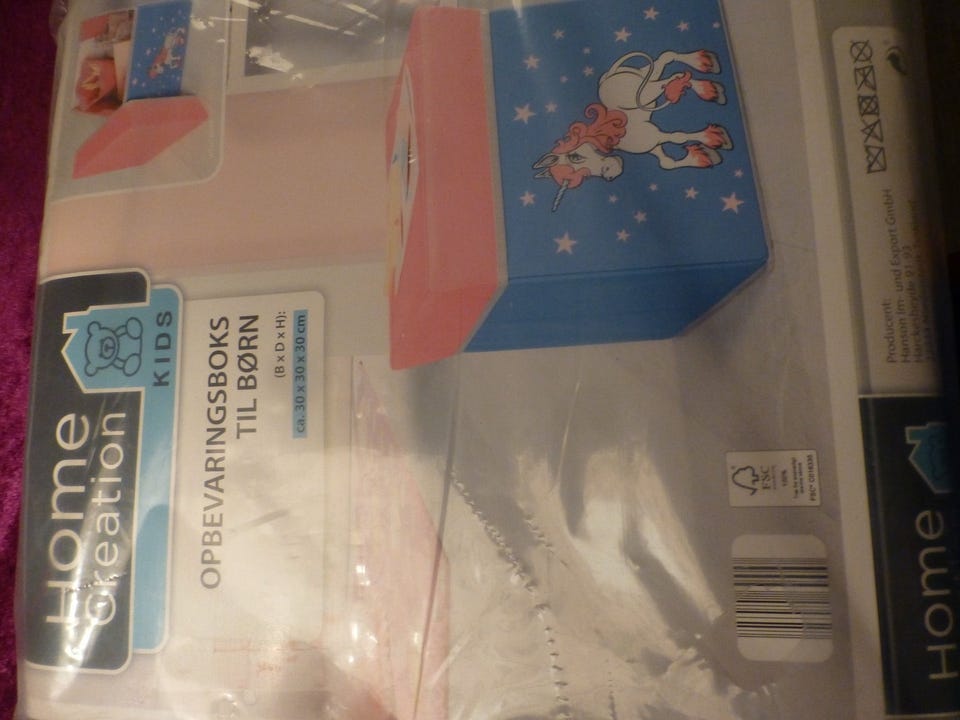 Home
Creation
KIDS
OPBEVARINGSBOKS
TIL BØRN
(B x D x H):
ca. 30 x 30 x 30 cm
FSC
100%
Producent:
Hanson Im- und Export GmbH
Home